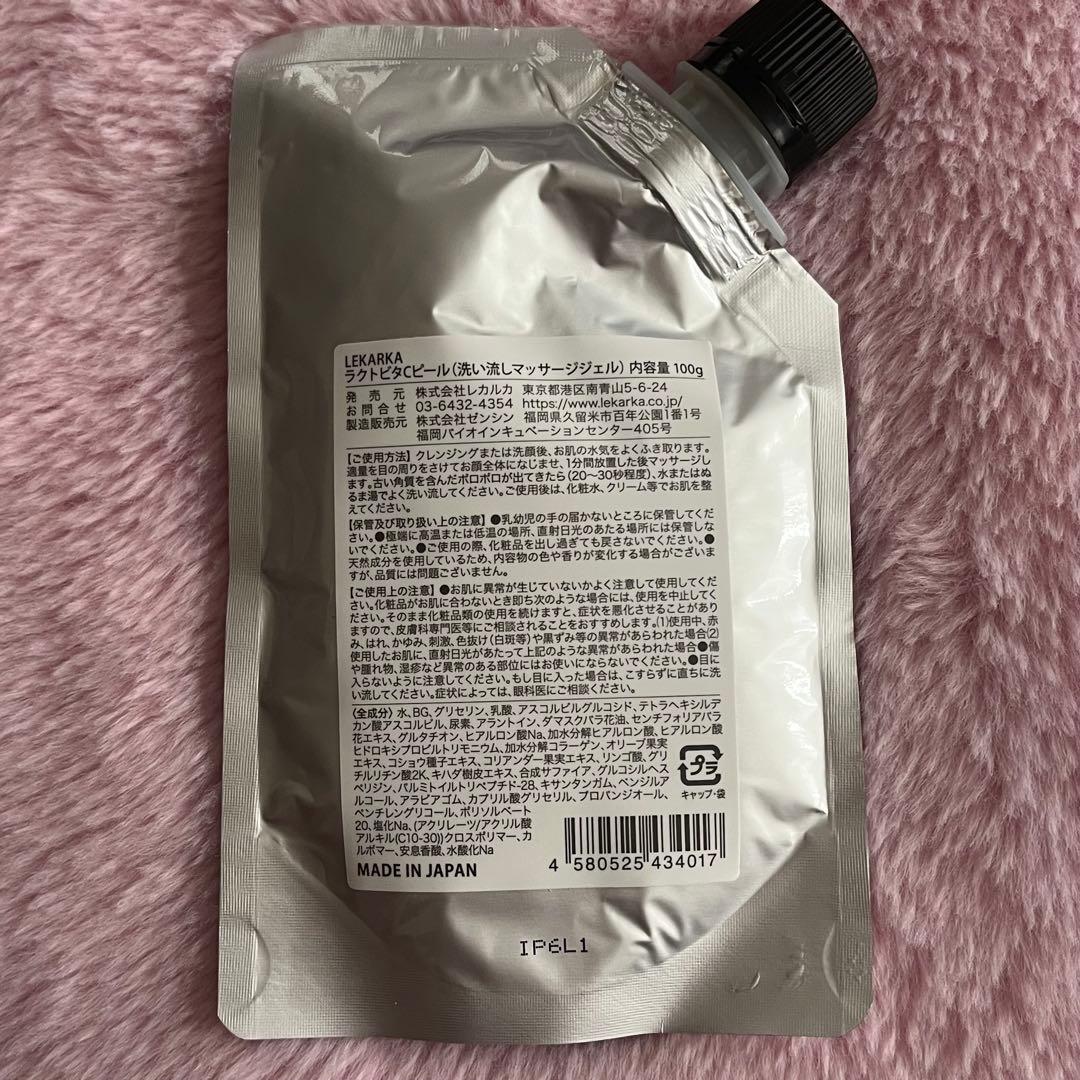 LEKARKA
ラクトビタCピール（洗い流しマッサージジェル）内容量 100g
発売元 株式会社レカルカ 東京都港区南青山5-6-24
お問合せ 03-6432-4354 https://www.lekarka.co.jp/
製造販売元 株式会社ゼンシン 福岡県久留米市百年公園1番1号
福岡バイオインキュベーションセンター405号
【ご使用方法】クレンジングまたは洗顔後、お肌の水気をよくふき取ります。
適量を目の周りをさけてお顔全体になじませ、1分間放置した後マッサージし
ます。古い角質を含んだポロポロが出てきたら（20～30秒程度）、水またはぬ
るま湯でよく洗い流してください。ご使用後は、化粧水、クリーム等でお肌を整
えてください。
【保管及び取り扱い上の注意】●乳幼児の手の届かないところに保管してくださ
い。●極端に高温または低温の場所、直射日光のあたる場所には保管しな
いでください。●ご使用の際、化粧品を出し過ぎても戻さないでください。●
天然成分を使用しているため、内容物の色や香りが変化する場合がございま
すが、品質には問題ございません。
【ご使用上の注意】●お肌に異常が生じていないかよく注意して使用してくだ
さい。化粧品がお肌に合わないとき即ち次のような場合には、使用を中止してく
ださい。そのまま化粧品類の使用を続けますと、症状を悪化させることがあり
ますので、皮膚科専門医等にご相談されることをおすすめします。(1)使用中、赤
み、はれ、かゆみ、刺激、色抜け（白斑等）や黒ずみ等の異常があらわれた場合(2)
使用したお肌に、直射日光があたって上記のような異常があらわれた場合●傷
や腫れ物、湿疹など異常のある部位にはお使いにならないでください。●目に
入らないように注意してください。もし目に入った場合は、こすらずに直ちに洗
い流してください。症状によっては、眼科医にご相談ください。
〈全成分〉水、BG、グリセリン、乳酸、アスコルビルグルコシド、テトラヘキシルデ
カン酸アスコルビル、尿素、アラントイン、ダマスクバラ花油、センチフォリアバラ
花エキス、グルタチオン、ヒアルロン酸Na、加水分解ヒアルロン酸、ヒアルロン酸
ヒドロキシプロピルトリモニウム、加水分解コラーゲン、オリーブ果実
エキス、コショウ種子エキス、コリアンダー果実エキス、リンゴ酸、グリ
チルリチン酸2K、キハダ樹皮エキス、合成サファイア、グルコシルヘス
ペリジン、パルミトイルトリペプチド-28、キサンタンガム、ベンジルア
ルコール、アラビアゴム、カプリル酸グリセリル、プロパンジオール、
ペンチレングリコール、ポリソルベート
20、塩化Na、(アクリレーツ/アクリル酸
アルキル(C10-30))クロスポリマー、カ
ルボマー、安息香酸、水酸化Na
MADE IN JAPAN
プラ
キャップ・袋
4 580525 434017
IP6L1